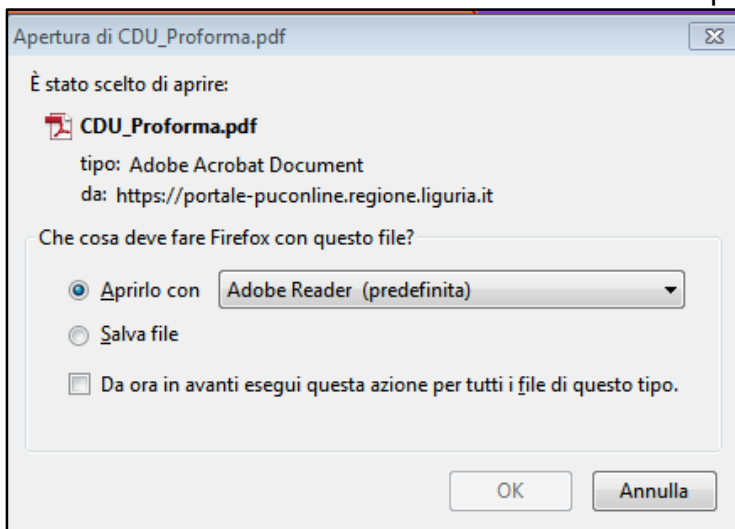 Apertura di CDU_Proforma.pdf
È stato scelto di aprire:
CDU_Proforma.pdf
tipo: Adobe Acrobat Document
da: https://portale-puconline.regione.liguria.it
Che cosa deve fare Firefox con questo file?
Aprirlo con Adobe Reader (predefinita)
Salva file
Da ora in avanti esegui questa azione per tutti i file di questo tipo.
OK Annulla